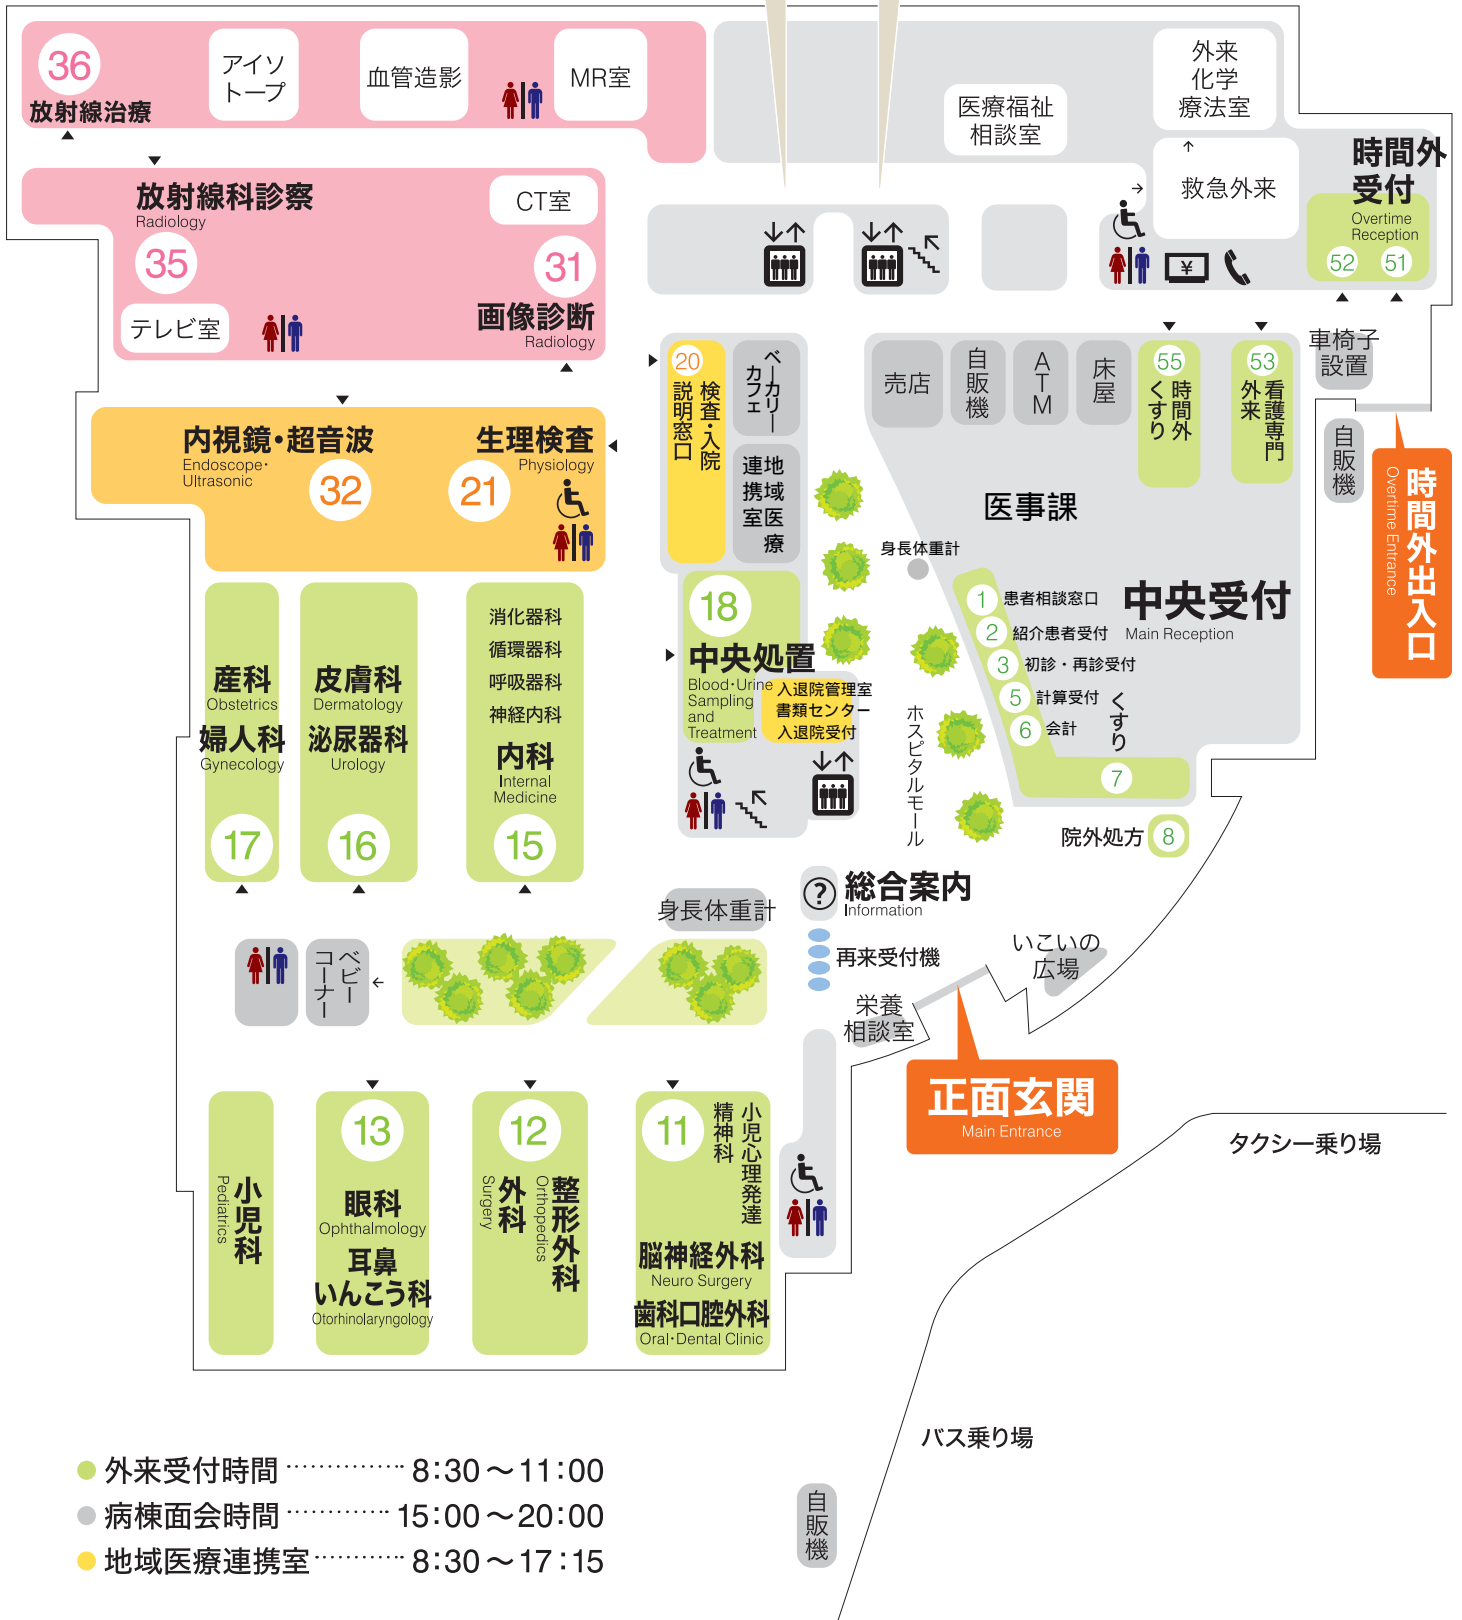 36
放射線治療
アイソ
トープ
血管造影
MR室
医療福祉
相談室
外来
化学
療法室
救急外来
時間外
受付
Overtime
Reception
52
51
放射線科診察
Radiology
35
テレビ室
CT室
31
画像診断
Radiology
¥
車椅子
設置
自販機
時間外出入口
Overtime Entrance
20
検査・入院
説明窓口
ベーカリー
カフェ
地域医療
連携室
売店
自販機
ATM
床屋
55
時間外
くすり
53
看護専門
外来
内視鏡・超音波
Endoscope・
Ultrasonic
32
生理検査
Physiology
21
医事課
身長体重計
中央受付
Main Reception
1 患者相談窓口
2 紹介患者受付
3 初診・再診受付
5 計算受付
6 会計
くすり
7
院外処方 8
18
中央処置
Blood・Urine
Sampling
and
Treatment
入退院管理室
書類センター
入退院受付
ホスピタルモール
産科
Obstetrics
婦人科
Gynecology
17
皮膚科
Dermatology
泌尿器科
Urology
16
消化器科
循環器科
呼吸器科
神経内科
内科
Internal
Medicine
15
身長体重計
?
総合案内
Information
再来受付機
いこいの
広場
栄養
相談室
ベビー
コーナー
正面玄関
Main Entrance
小児科
Pediatrics
13
眼科
Ophthalmology
耳鼻
いんこう科
Otorhinolaryngology
12
整形外科
Orthopedics
外科
Surgery
11
小児心理発達
精神科
脳神経外科
Neuro Surgery
歯科口腔外科
Oral・Dental Clinic
タクシー乗り場
バス乗り場
自販機
外来受付時間 ············· 8:30～11:00
病棟面会時間 ··········· 15:00～20:00
地域医療連携室 ·········· 8:30～17:15